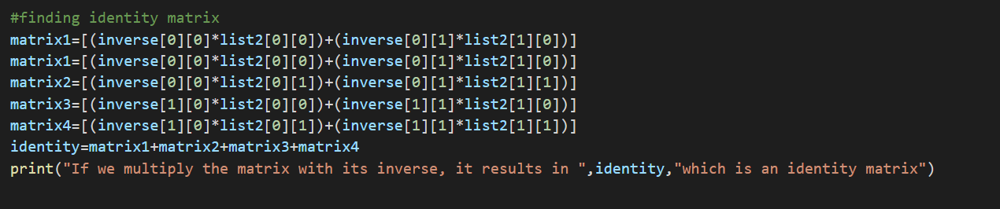 #finding identity matrix
matrix1=[(inverse[0][0]*list2[0][0])+(inverse[0][1]*list2[1][0])]
matrix1=[(inverse[0][0]*list2[0][0])+(inverse[0][1]*list2[1][0])]
matrix2=[(inverse[0][0]*list2[0][1])+(inverse[0][1]*list2[1][1])]
matrix3=[(inverse[1][0]*list2[0][0])+(inverse[1][1]*list2[1][0])]
matrix4=[(inverse[1][0]*list2[0][1])+(inverse[1][1]*list2[1][1])]
identity=matrix1+matrix2+matrix3+matrix4
print("If we multiply the matrix with its inverse, it results in ",identity,"which is an identity matrix")